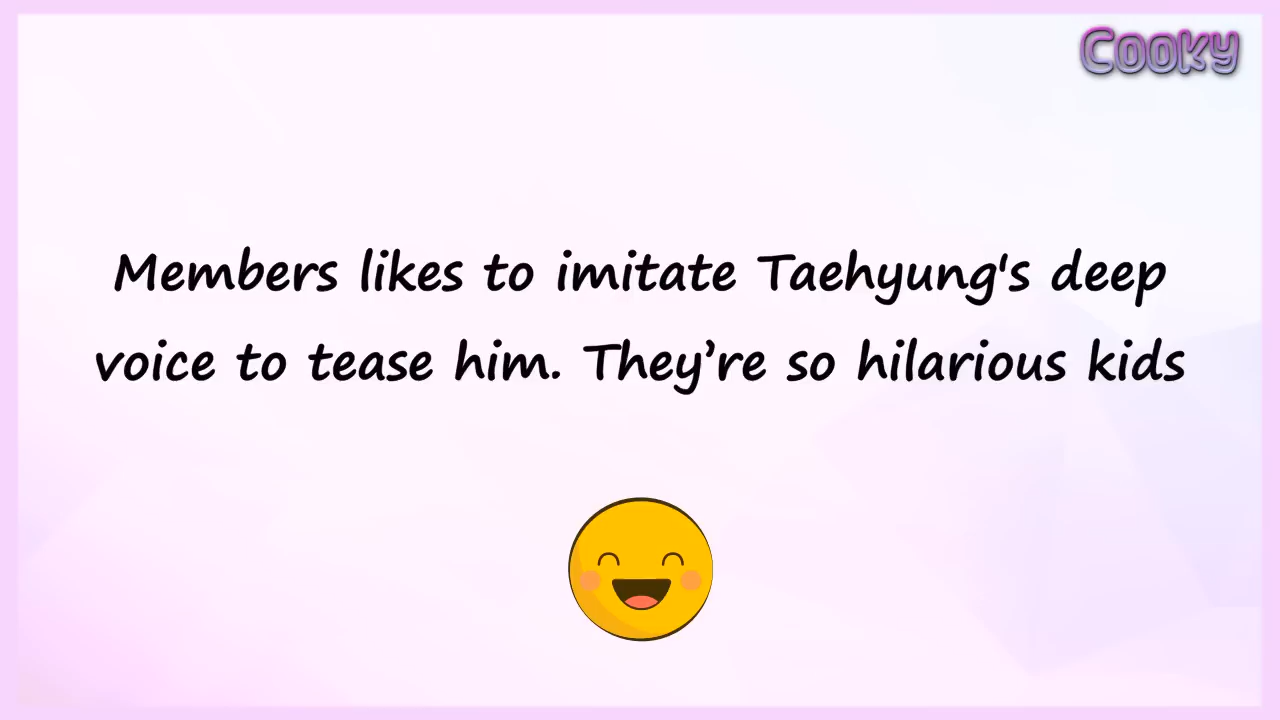 Cooky
Members likes to imitate Taehyung's deep
voice to tease him. They’re so hilarious kids